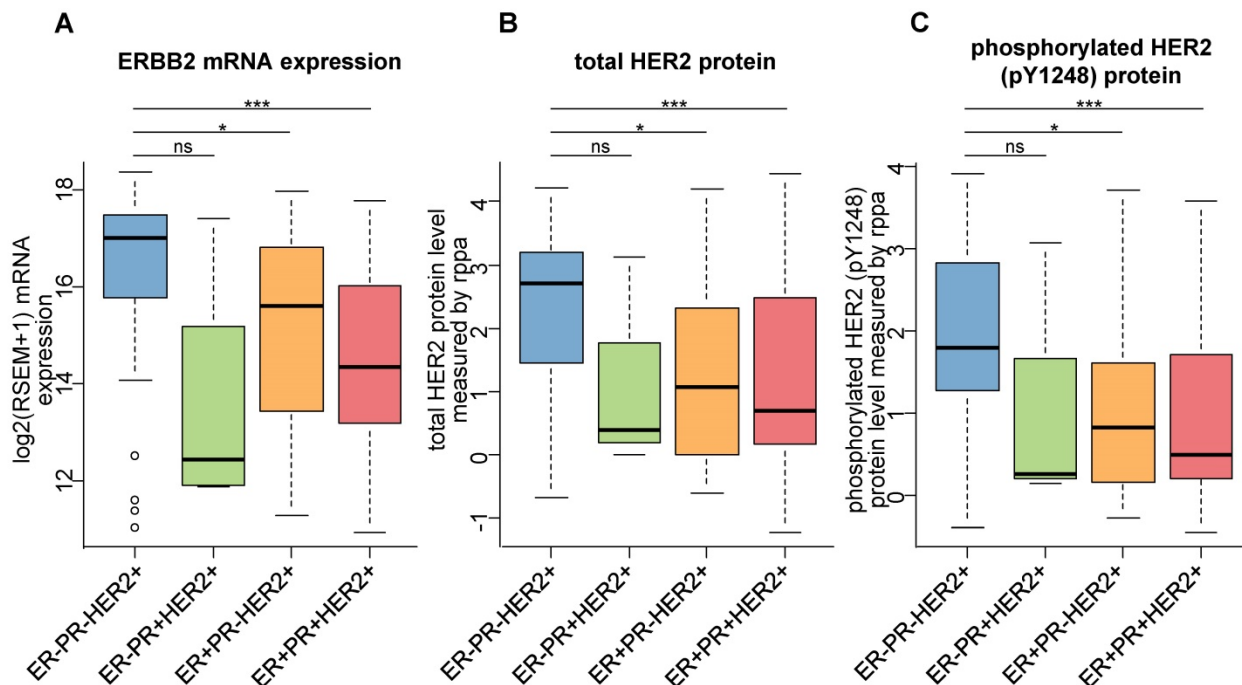 A
ERBB2 mRNA expression
***
*
ns
log2(RSEM+1) mRNA
expression
18
16
14
12
ER-PR-HER2+
ER-PR+HER2+
ER+PR-HER2+
ER+PR+HER2+
B
total HER2 protein
***
*
ns
total HER2 protein level
measured by rppa
4
3
2
1
0
-1
ER-PR-HER2+
ER-PR+HER2+
ER+PR-HER2+
ER+PR+HER2+
C
phosphorylated HER2
(pY1248) protein
***
*
ns
phosphorylated HER2 (pY1248)
protein level measured by rppa
4
3
2
1
0
ER-PR-HER2+
ER-PR+HER2+
ER+PR-HER2+
ER+PR+HER2+